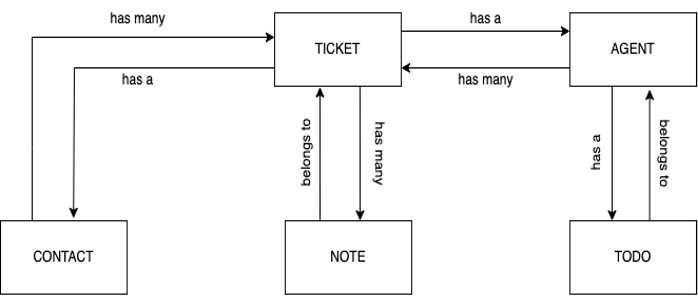 has many
has a
TICKET
AGENT
has a
has many
belongs to
has many
has a
belongs to
CONTACT
NOTE
TODO